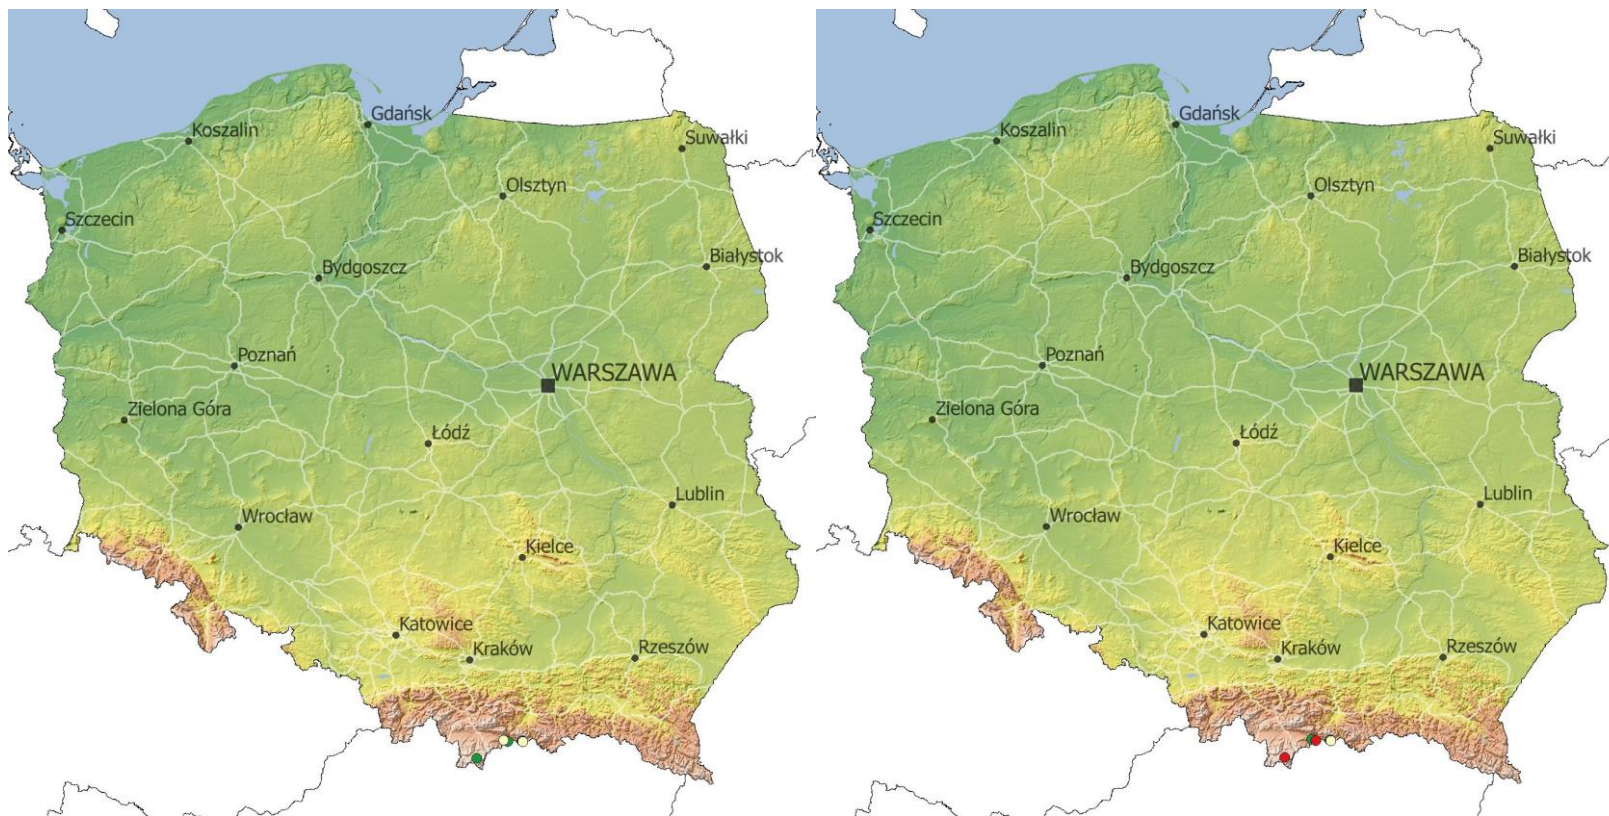 Gdańsk
Koszalin
Suwałki
Olsztyn
Szczecin
Białystok
Bydgoszcz
Poznań
WARSZAWA
Zielona Góra
Łódź
Lublin
Wrocław
Kielce
Katowice
Kraków
Rzeszów
Gdańsk
Koszalin
Suwałki
Olsztyn
Szczecin
Białystok
Bydgoszcz
Poznań
WARSZAWA
Zielona Góra
Łódź
Lublin
Wrocław
Kielce
Katowice
Kraków
Rzeszów